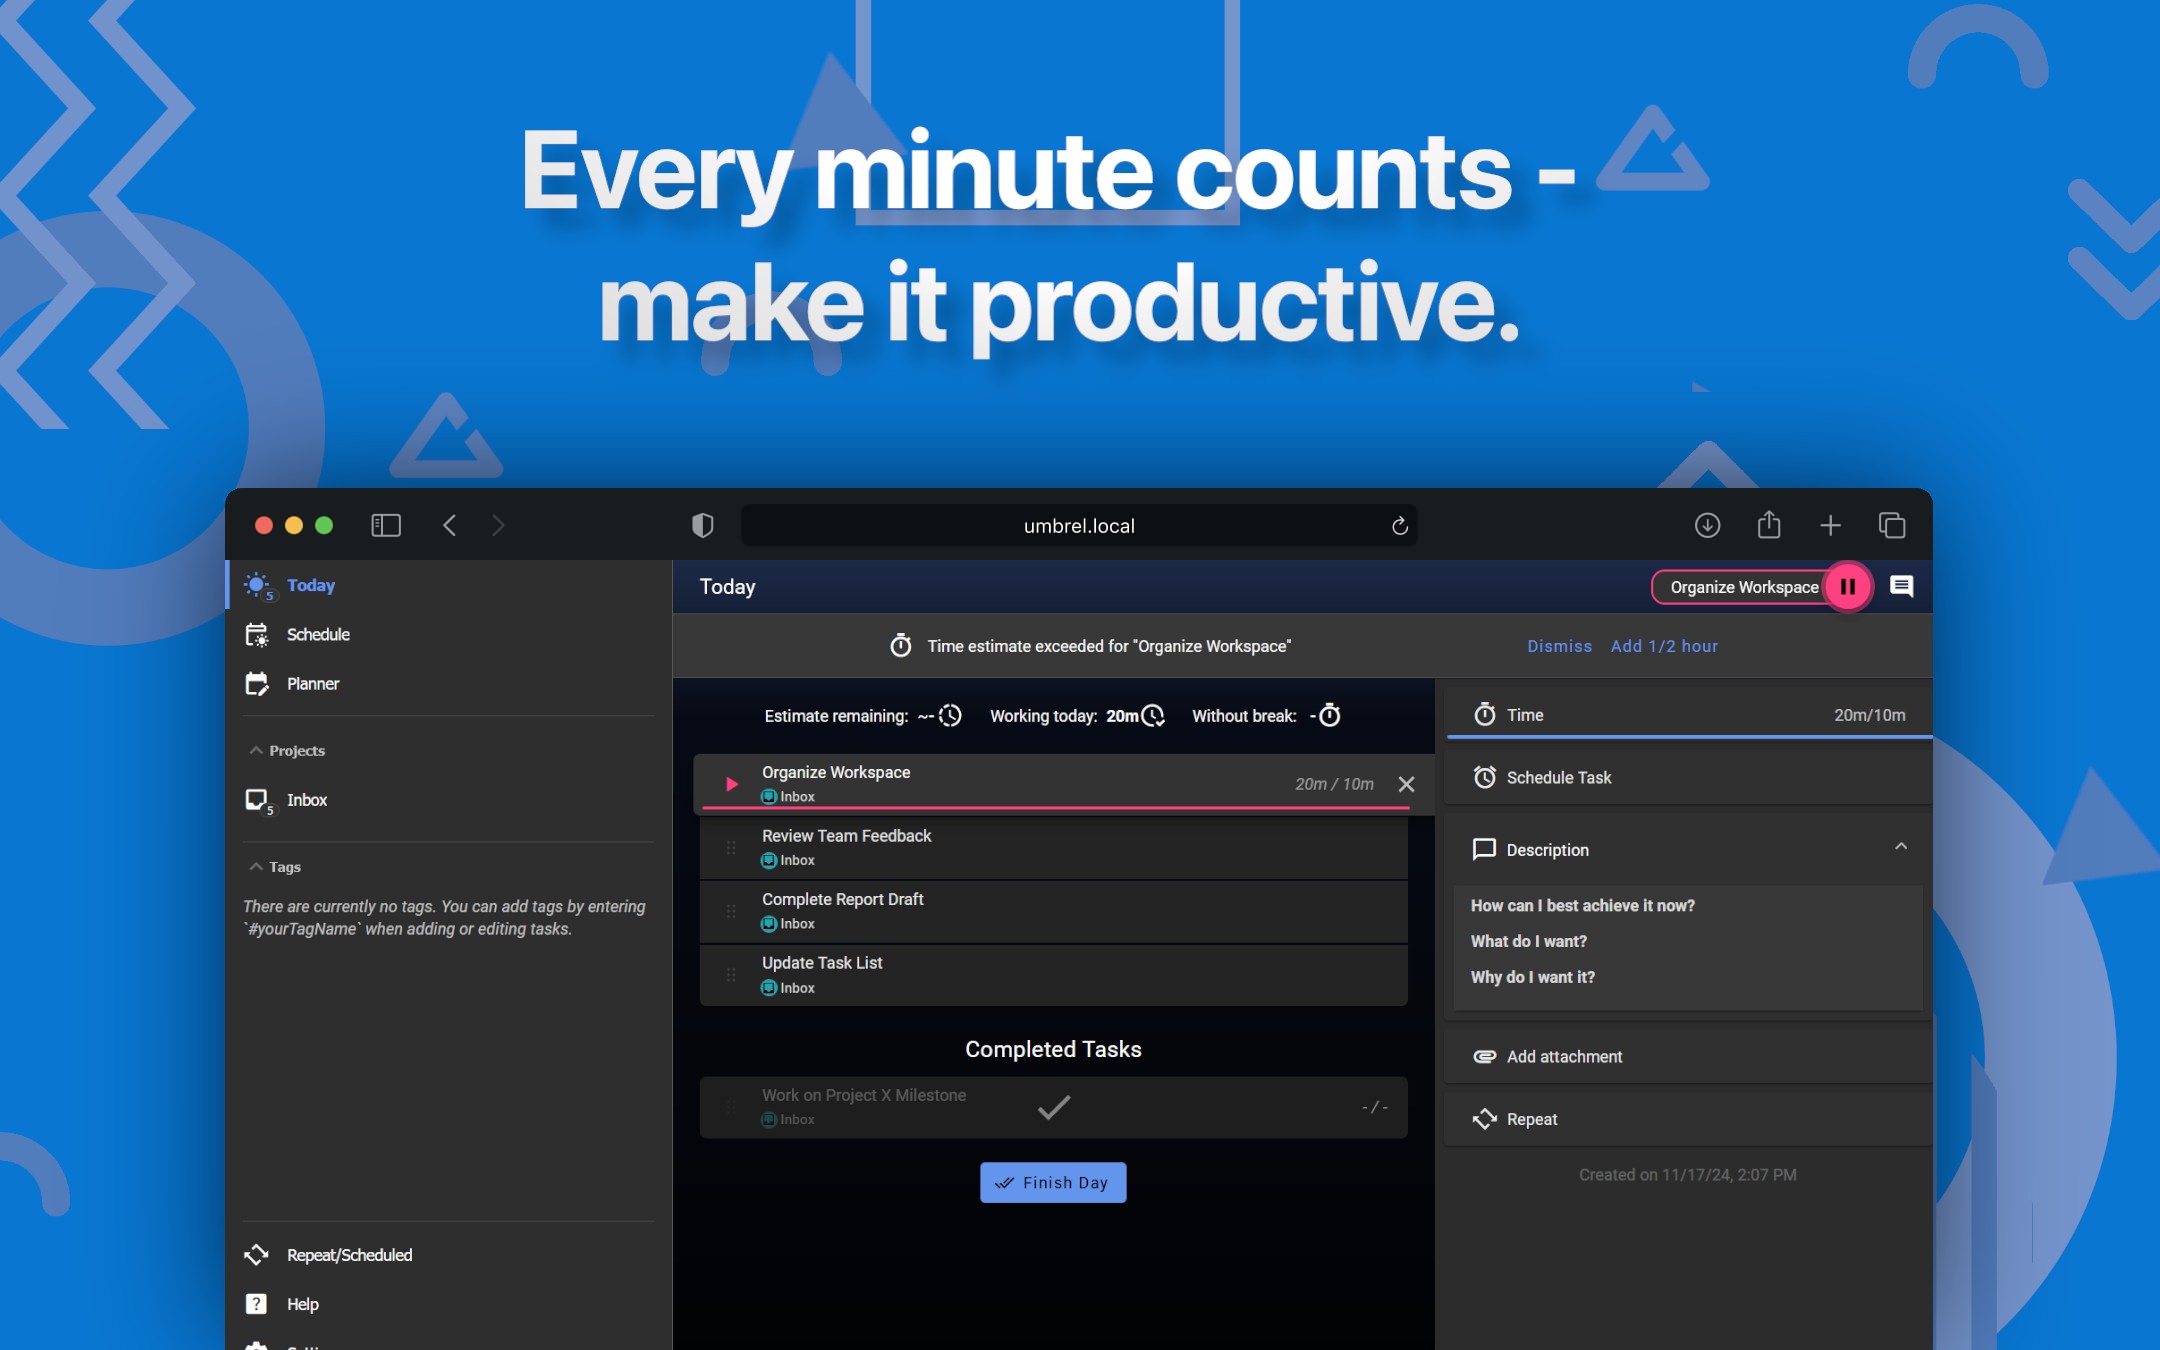 Every minute counts -
make it productive.
umbrel.local
5
Today
Schedule
Planner
Projects
5
Inbox
Tags
There are currently no tags. You can add tags by entering
`#yourTagName` when adding or editing tasks.
Repeat/Scheduled
? Help
Today
Organize Workspace
Time estimate exceeded for "Organize Workspace"
Dismiss Add 1/2 hour
Estimate remaining: ~- Working today: 20m Without break: -
Organize Workspace
Inbox
20m / 10m
Review Team Feedback
Inbox
Complete Report Draft
Inbox
Update Task List
Inbox
Completed Tasks
Work on Project X Milestone
Inbox
-/-
Finish Day
Time 20m/10m
Schedule Task
Description
How can I best achieve it now?
What do I want?
Why do I want it?
Add attachment
Repeat
Created on 11/17/24, 2:07 PM